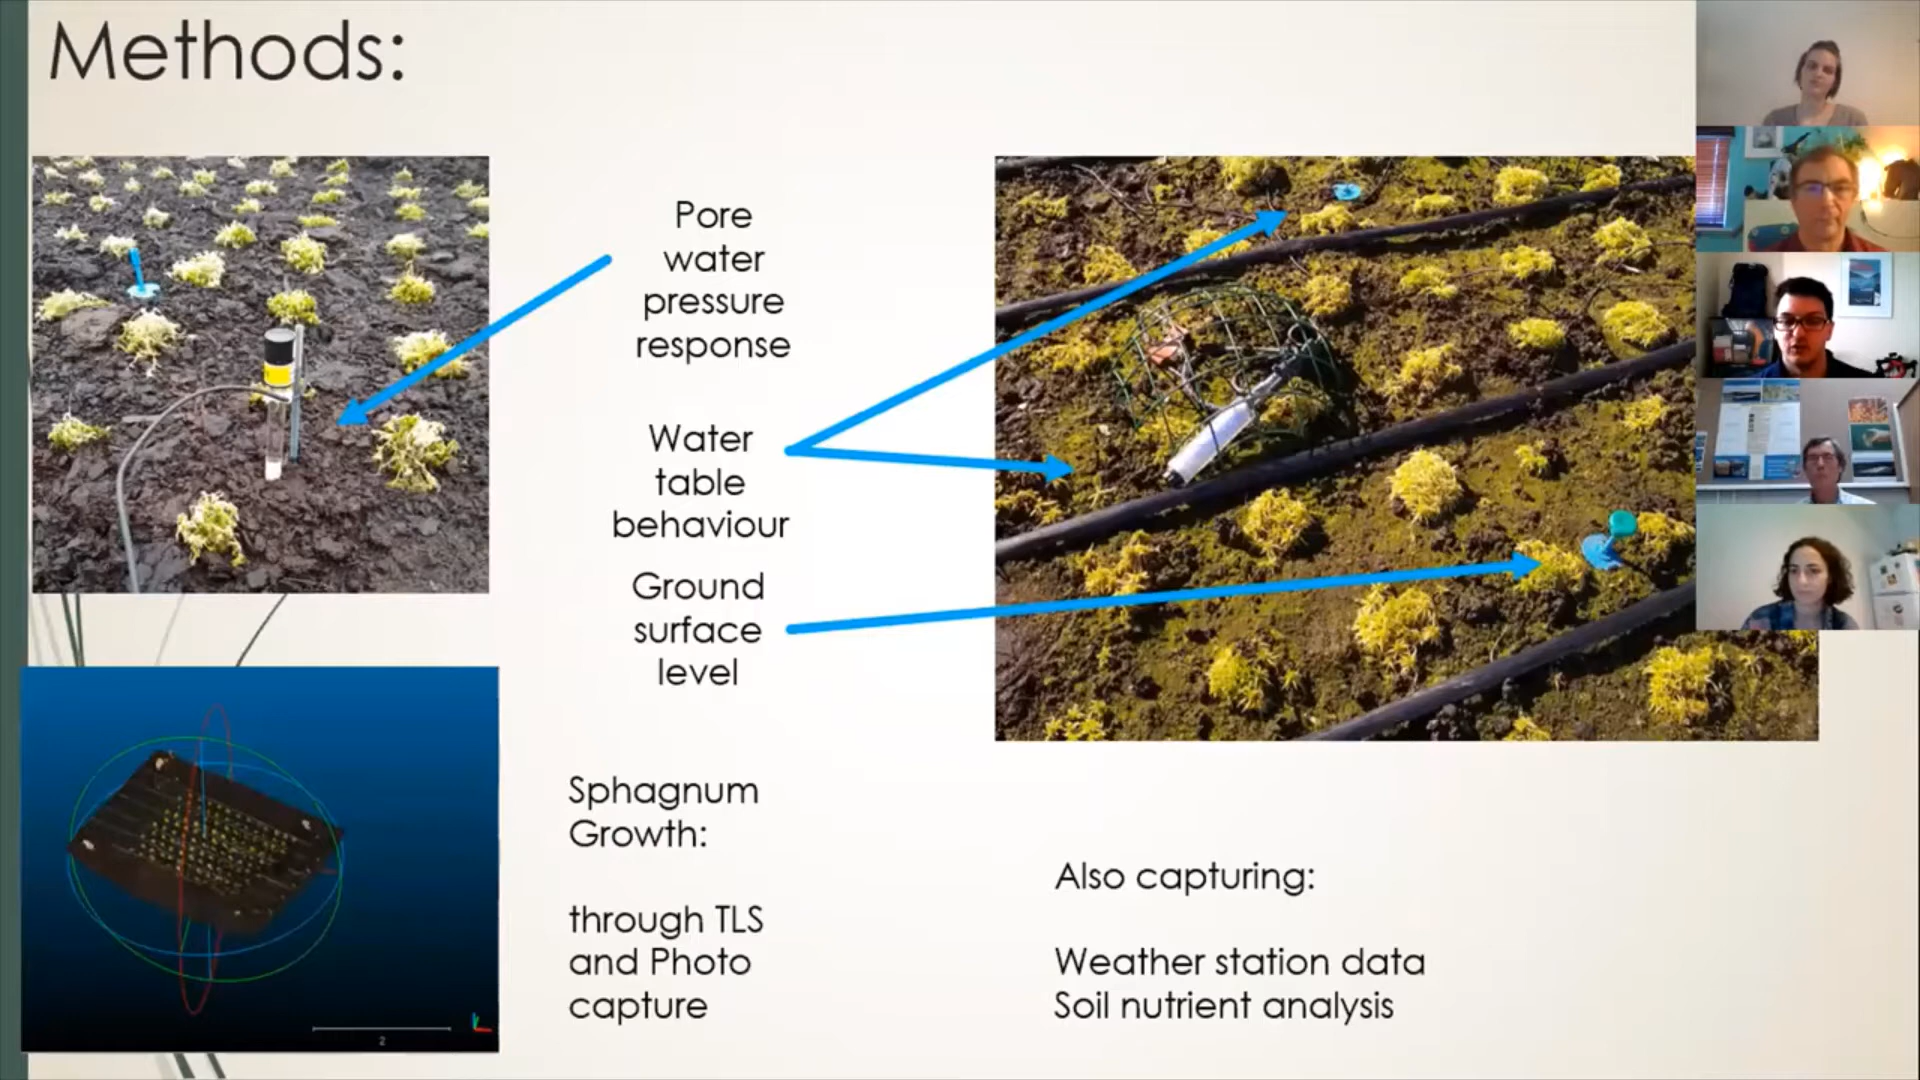 Methods:
Pore
water
pressure
response
Water
table
behaviour
Ground
surface
level
Sphagnum
Growth:
through TLS
and Photo
capture
Also capturing:
Weather station data
Soil nutrient analysis
2